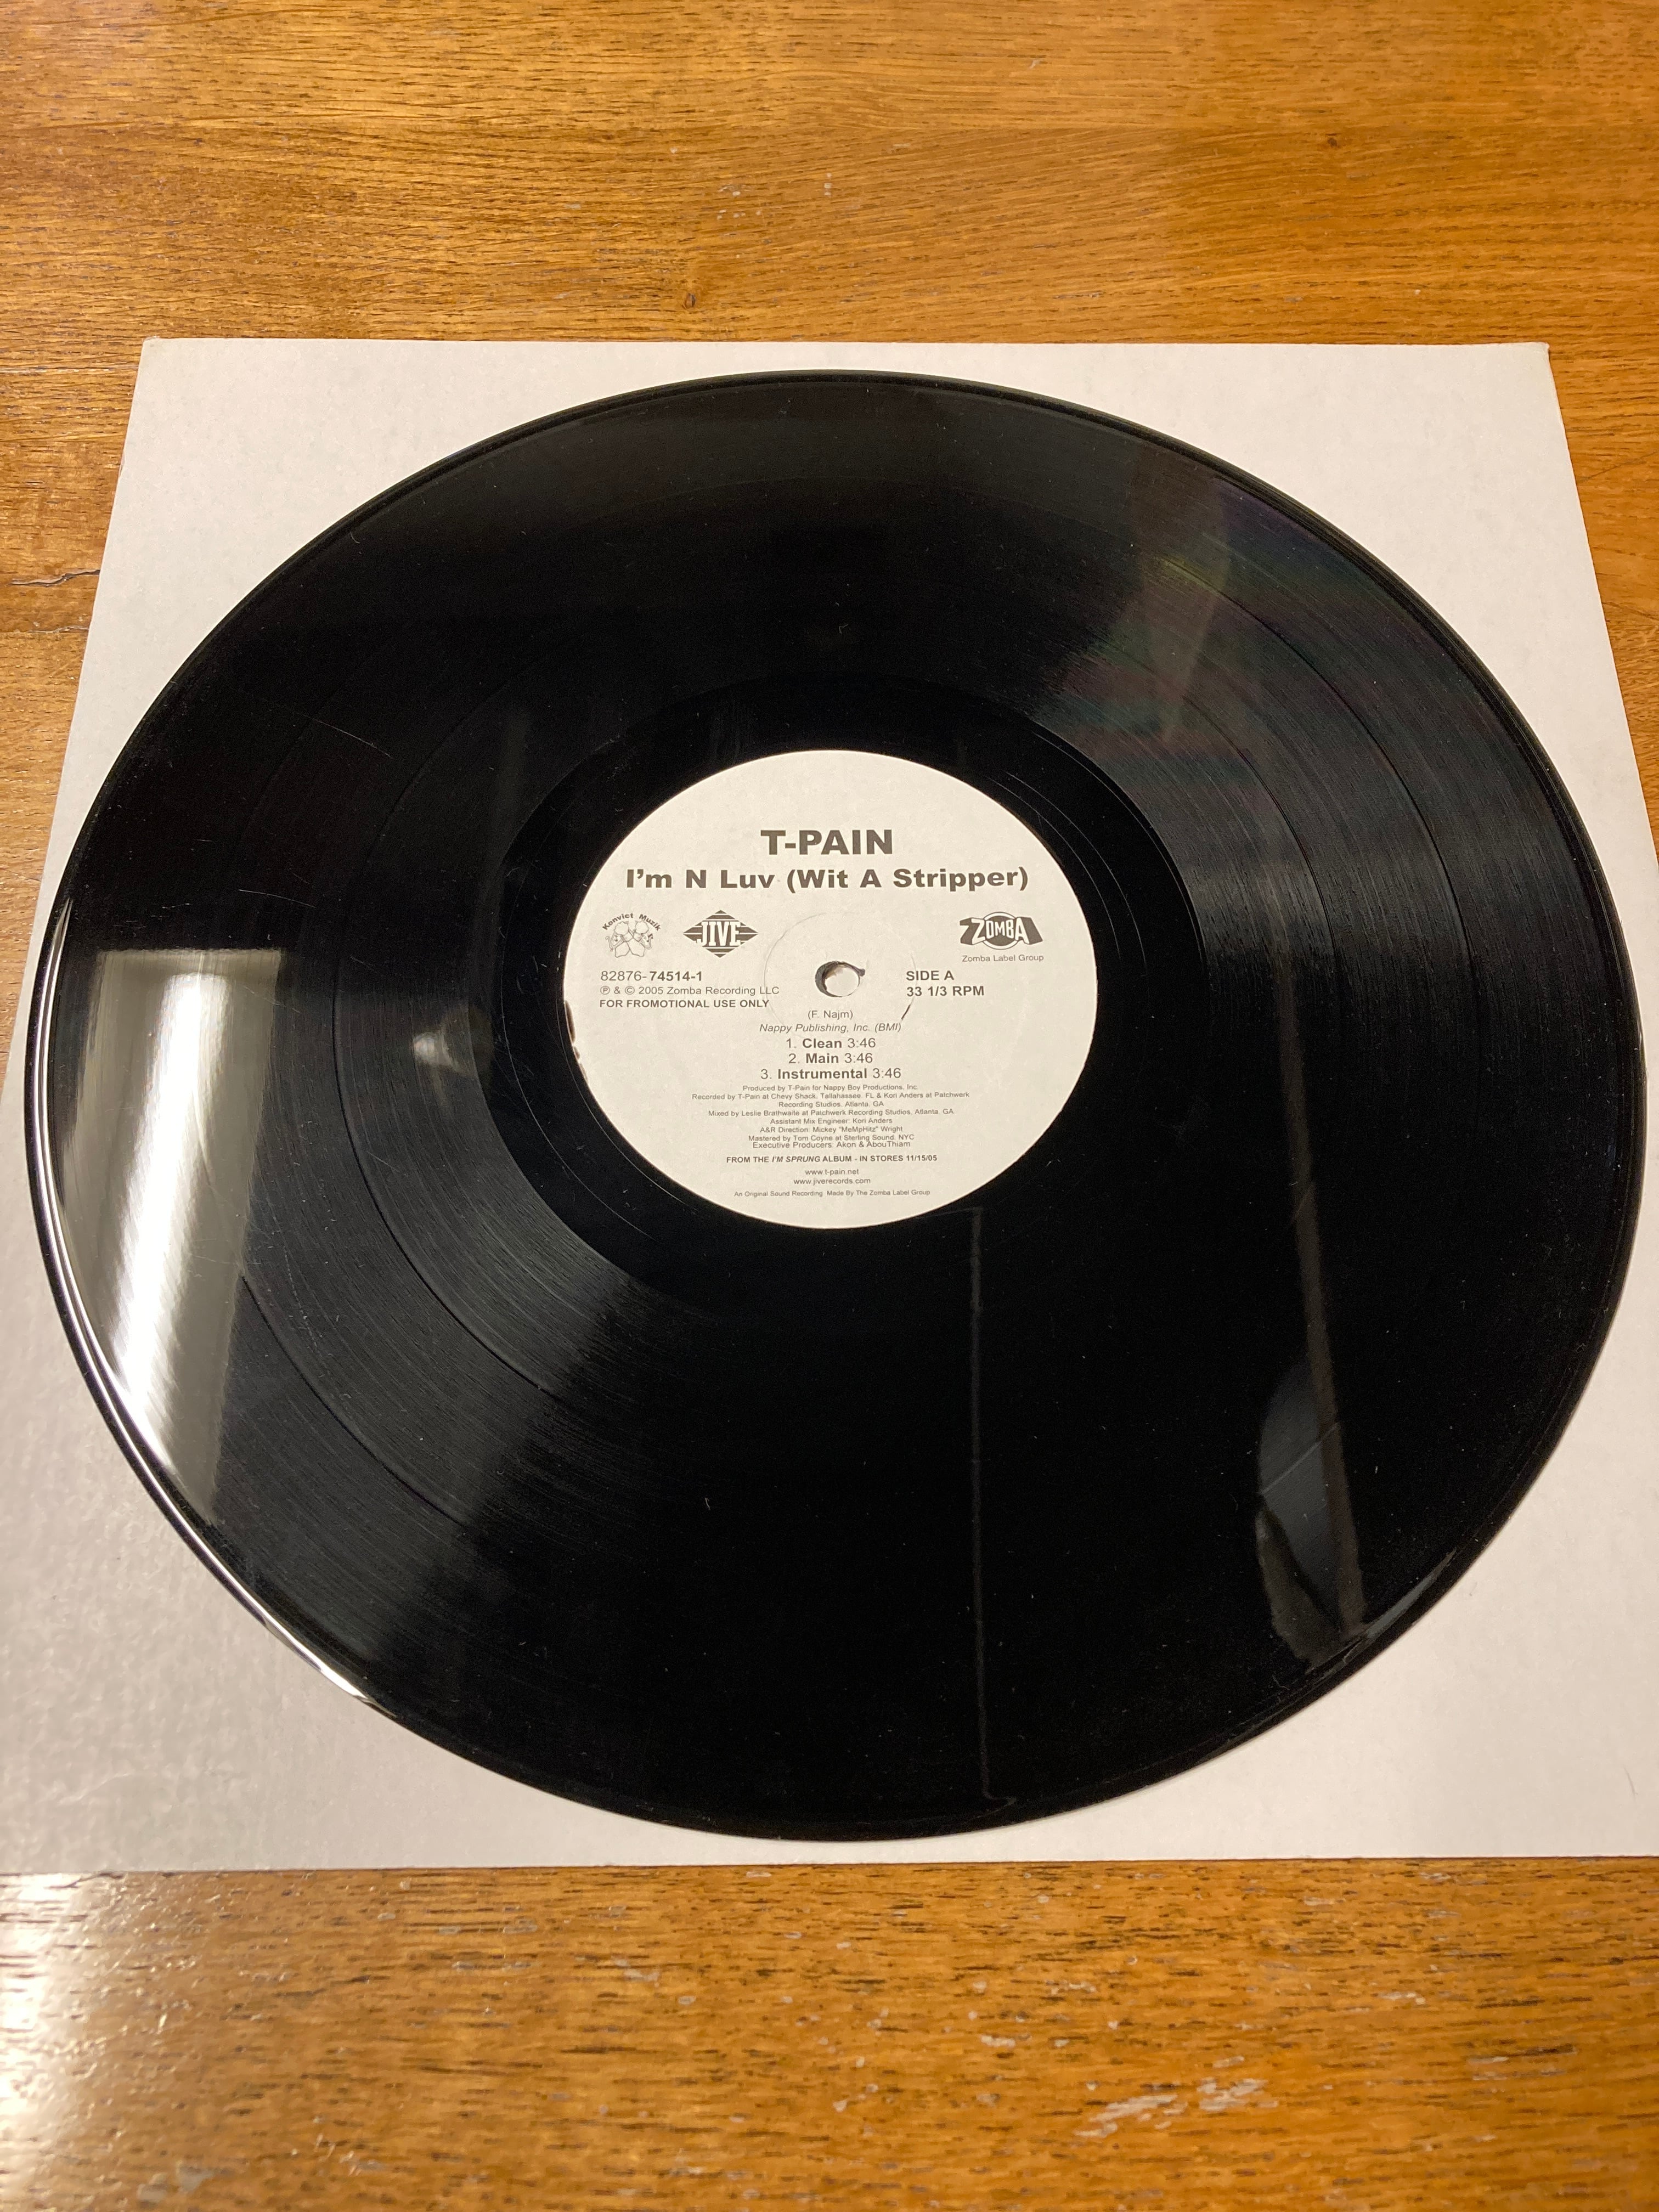 T-PAIN
I'm N Luv (Wit A Stripper)
Konvict Muzik
JIVE
ZOMBA
Zomba Label Group
82876-74514-1
℗ & © 2005 Zomba Recording LLC
FOR PROMOTIONAL USE ONLY
SIDE A
33 1/3 RPM
(F. Najm)
Nappy Publishing, Inc. (BMI)
1. Clean 3:46
2. Main 3:46
3. Instrumental 3:46
Produced by T-Pain for Nappy Boy Productions, Inc.
Recorded by T-Pain at Chevy Shack, Tallahassee, FL & Kori Anders at Patchwerk
Recording Studios, Atlanta, GA
Mixed by Leslie Brathwaite at Patchwerk Recording Studios, Atlanta, GA
Assistant Mix Engineer: Kori Anders
A&R Direction: Mickey "MeMpHitz" Wright
Mastered by Tom Coyne at Sterling Sound, NYC
Executive Producers: Akon & AbouThiam
FROM THE I'M SPRUNG ALBUM - IN STORES 11/15/05
www.t-pain.net
www.jiverecords.com
An Original Sound Recording Made By The Zomba Label Group